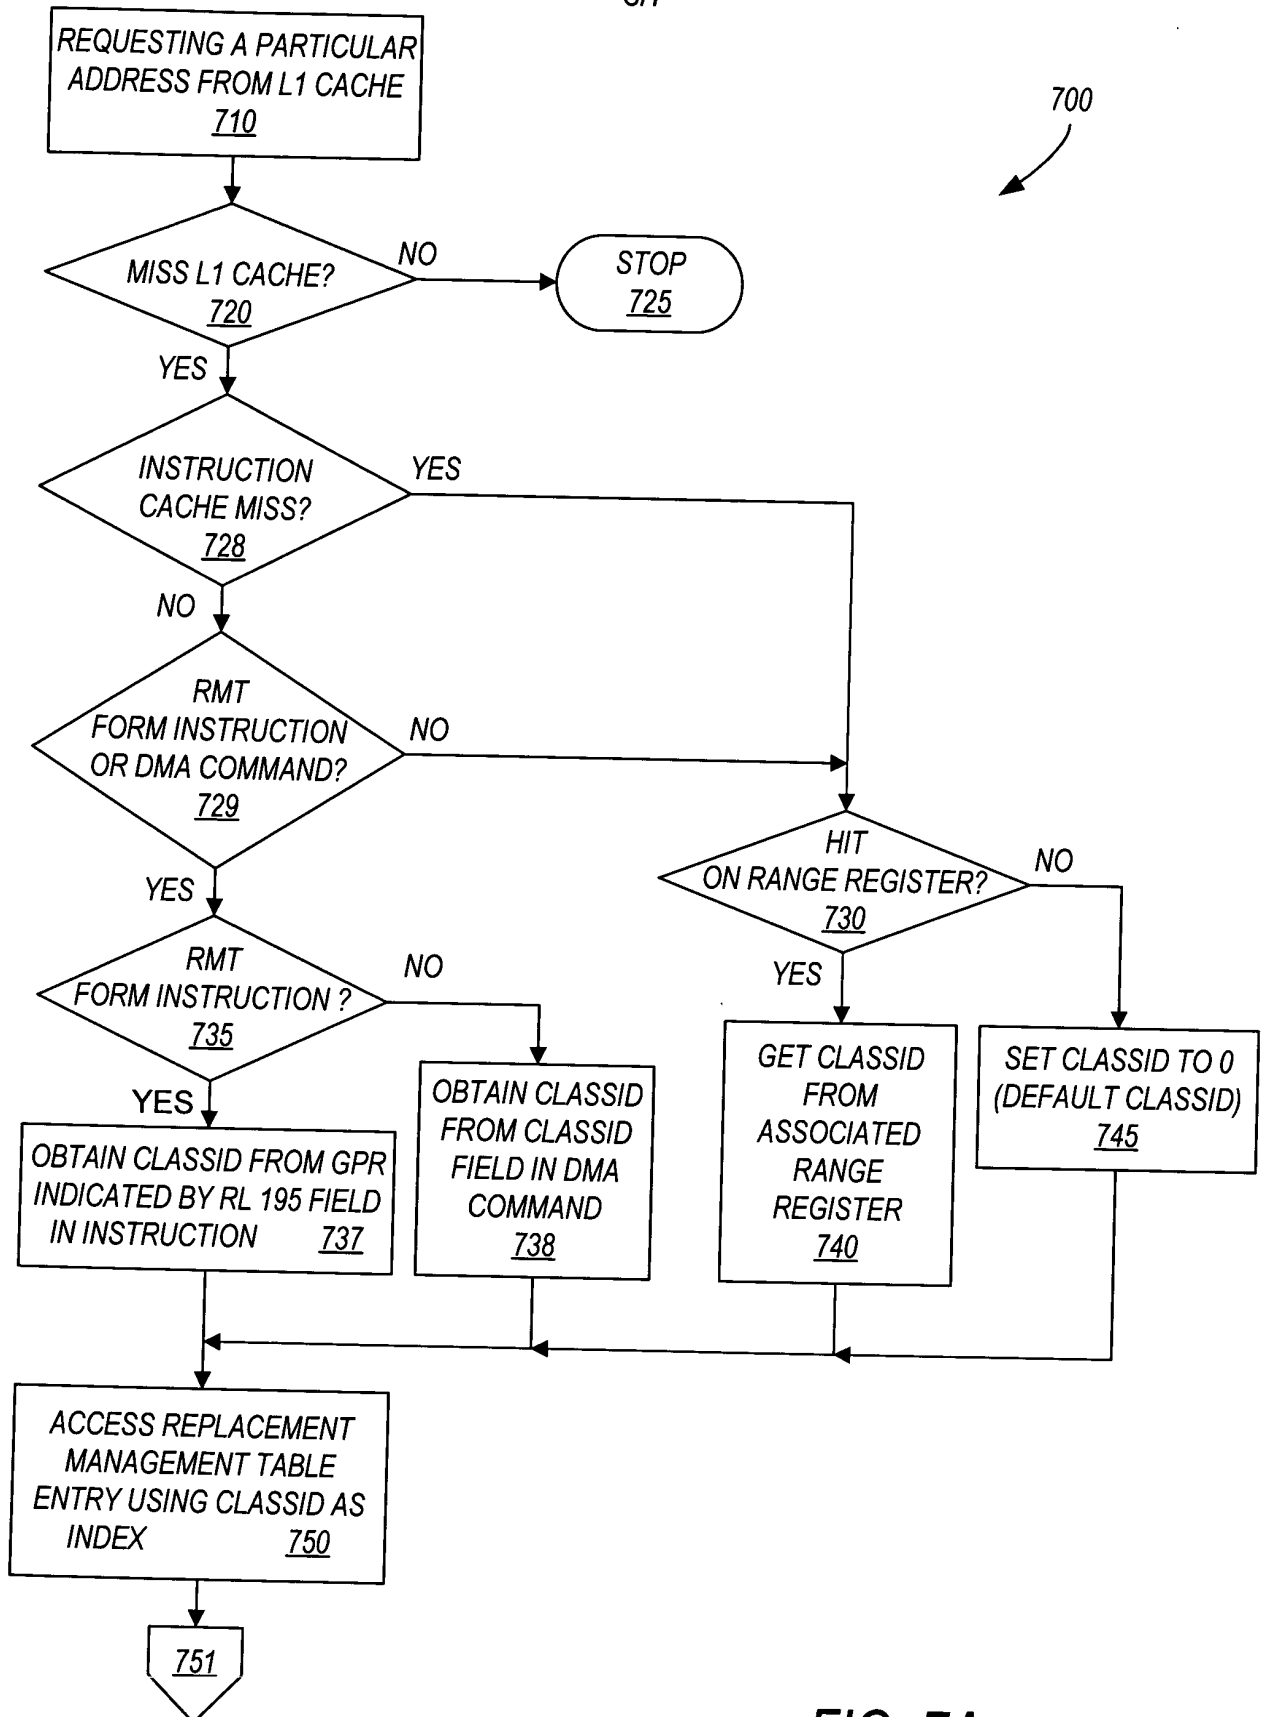 REQUESTING A PARTICULAR
ADDRESS FROM L1 CACHE
710
700
MISS L1 CACHE?
720
NO
STOP
725
YES
INSTRUCTION
CACHE MISS?
728
YES
NO
RMT
FORM INSTRUCTION
OR DMA COMMAND?
729
NO
HIT
ON RANGE REGISTER?
730
NO
YES
YES
RMT
FORM INSTRUCTION ?
735
NO
YES
OBTAIN CLASSID FROM GPR
INDICATED BY RL 195 FIELD
IN INSTRUCTION 737
OBTAIN CLASSID
FROM CLASSID
FIELD IN DMA
COMMAND
738
GET CLASSID
FROM
ASSOCIATED
RANGE
REGISTER
740
SET CLASSID TO 0
(DEFAULT CLASSID)
745
ACCESS REPLACEMENT
MANAGEMENT TABLE
ENTRY USING CLASSID AS
INDEX 750
751